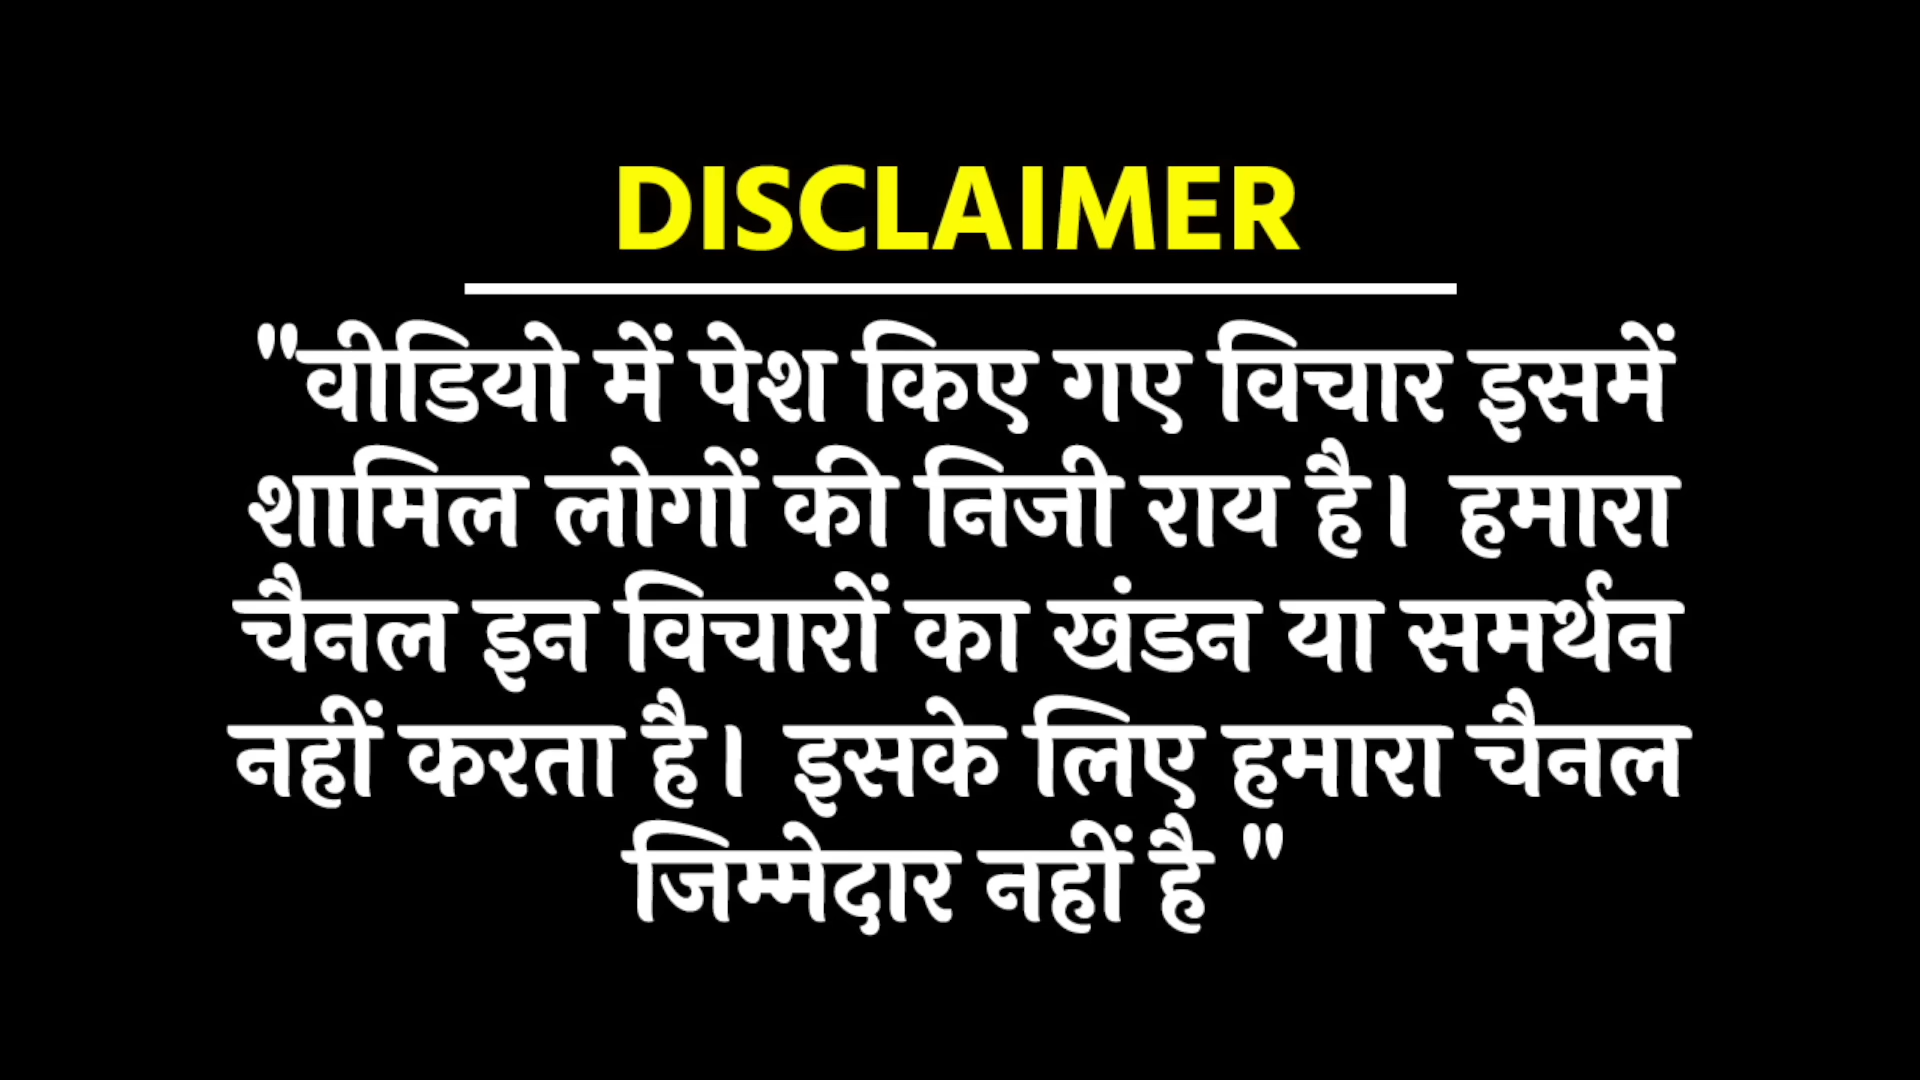 DISCLAIMER
"वीडियो में पेश किए गए विचार इसमें
शामिल लोगों की निजी राय है। हमारा
चैनल इन विचारों का खंडन या समर्थन
नहीं करता है। इसके लिए हमारा चैनल
जिम्मेदार नहीं है "